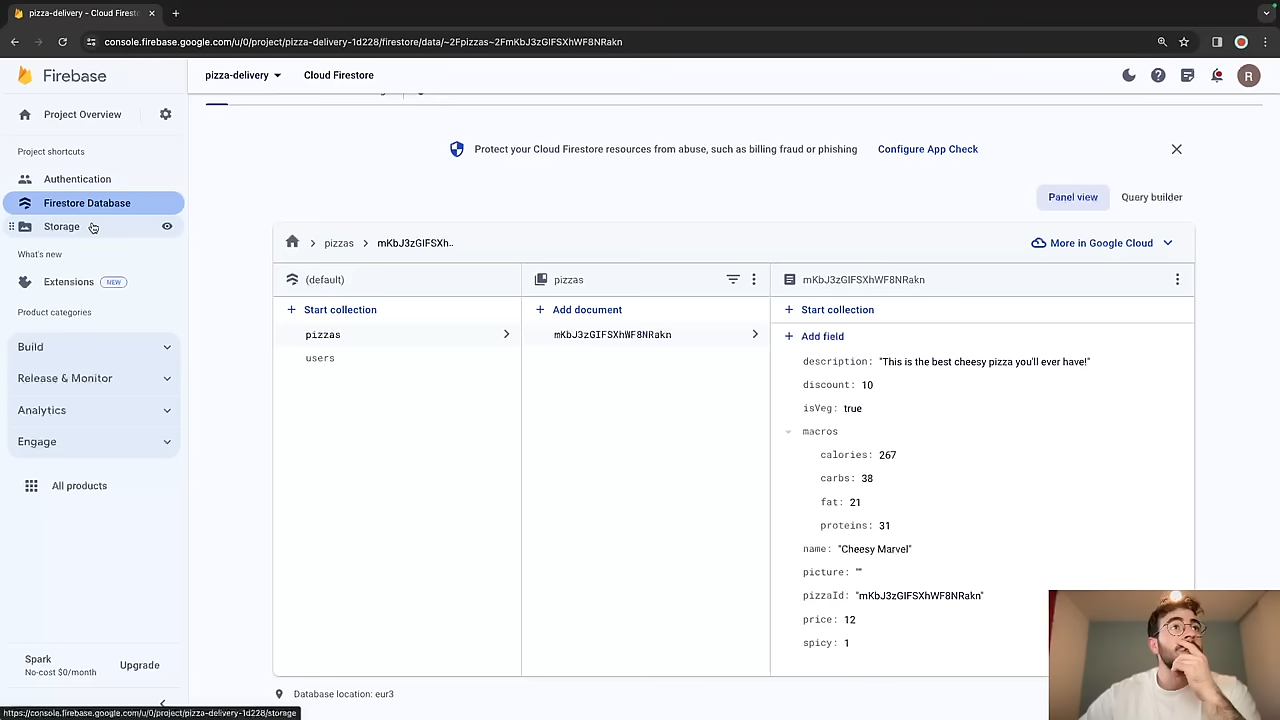 pizza-delivery - Cloud Firest
console.firebase.google.com/u/0/project/pizza-delivery-1d228/firestore/data/~2Fpizzas~2FmKbJ3zGIFSXhWF8NRakn
Firebase
pizza-delivery
Cloud Firestore
R
Project Overview
Project shortcuts
Authentication
Firestore Database
Storage
What's new
Extensions
NEW
Product categories
Build
Release & Monitor
Analytics
Engage
All products
Spark
No-cost $0/month
Upgrade
https://console.firebase.google.com/u/0/project/pizza-delivery-1d228/storage
Protect your Cloud Firestore resources from abuse, such as billing fraud or phishing
Configure App Check
Panel view
Query builder
pizzas
mKbJ3zGIFSXh..
More in Google Cloud
(default)
pizzas
mKbJ3zGIFSXhWF8NRakn
Start collection
pizzas
users
Add document
mKbJ3zGIFSXhWF8NRakn
Start collection
Add field
description: "This is the best cheesy pizza you'll ever have!"
discount: 10
isVeg: true
macros
calories: 267
carbs: 38
fat: 21
proteins: 31
name: "Cheesy Marvel"
picture: ""
pizzaId: "mKbJ3zGIFSXhWF8NRakn"
price: 12
spicy: 1
Database location: eur3